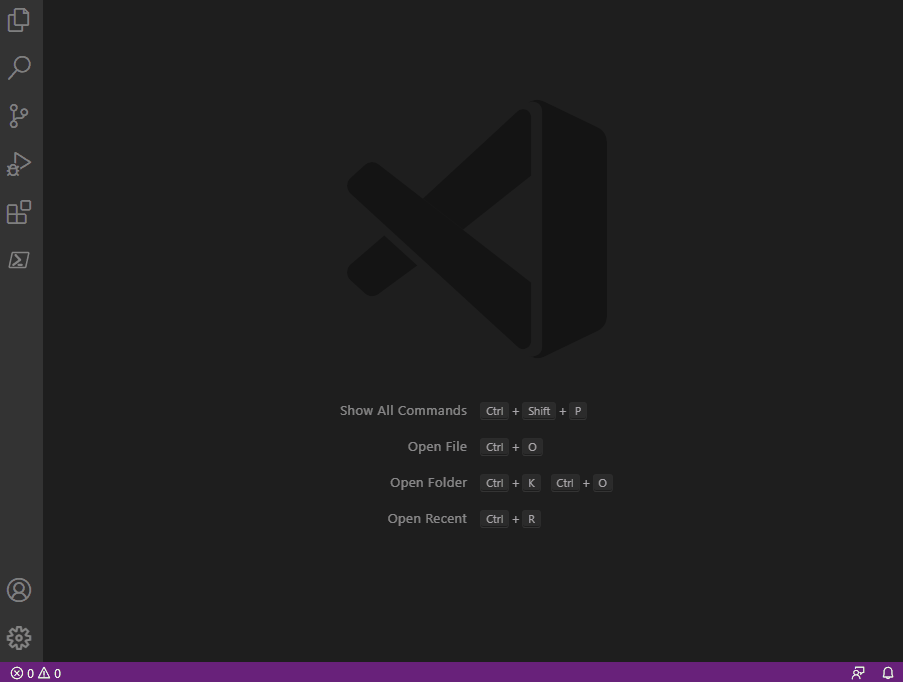 Show All Commands Ctrl + Shift + P
Open File Ctrl + O
Open Folder Ctrl + K Ctrl + O
Open Recent Ctrl + R
0 0